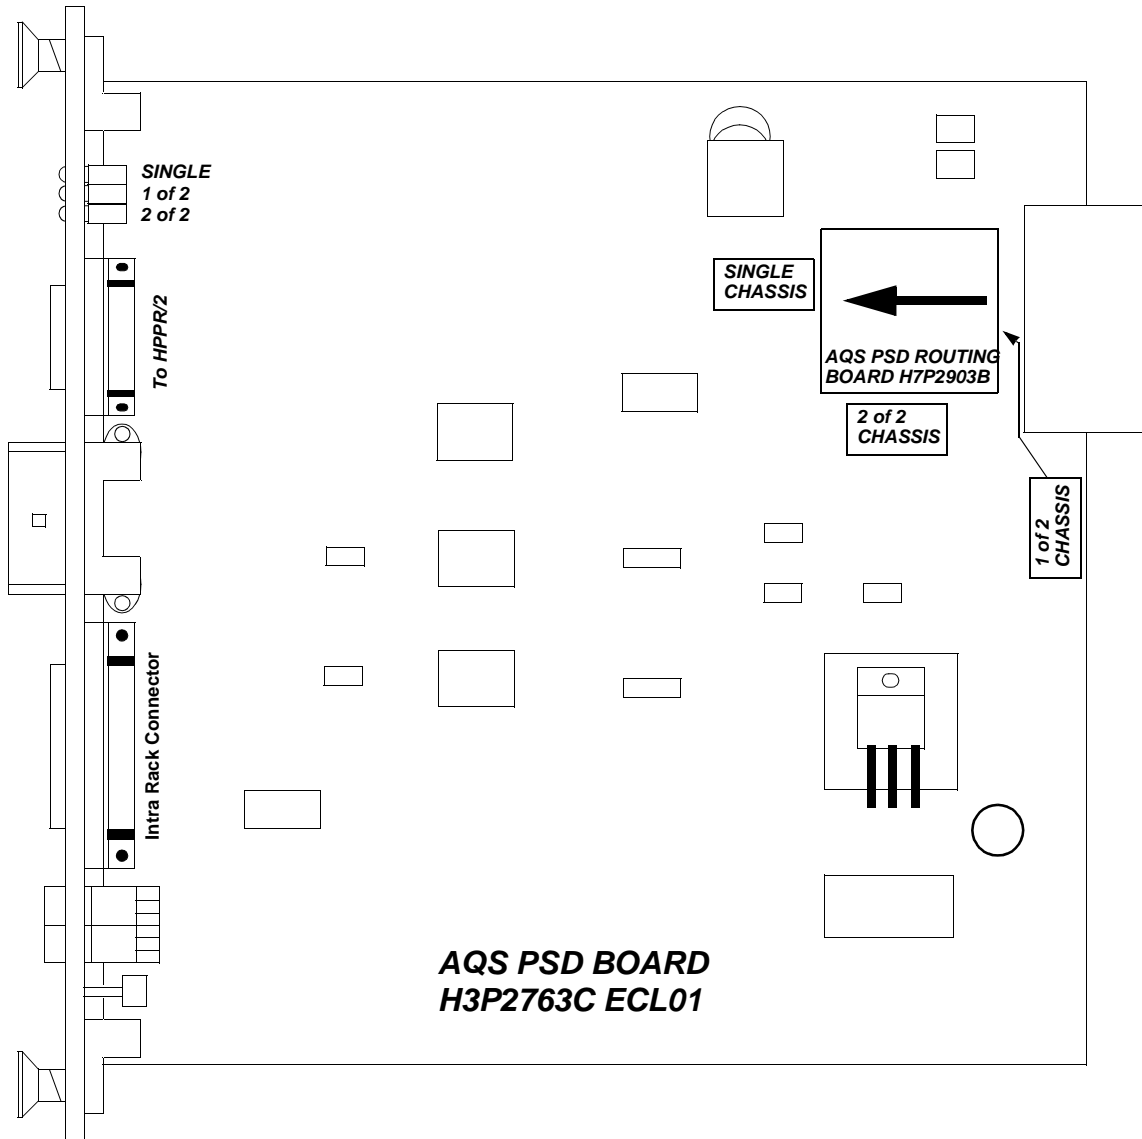 SINGLE
1 of 2
2 of 2
To HPPR/2
SINGLE
CHASSIS
AQS PSD ROUTING
BOARD H7P2903B
2 of 2
CHASSIS
1 of 2
CHASSIS
Intra Rack Connector
AQS PSD BOARD
H3P2763C ECL01